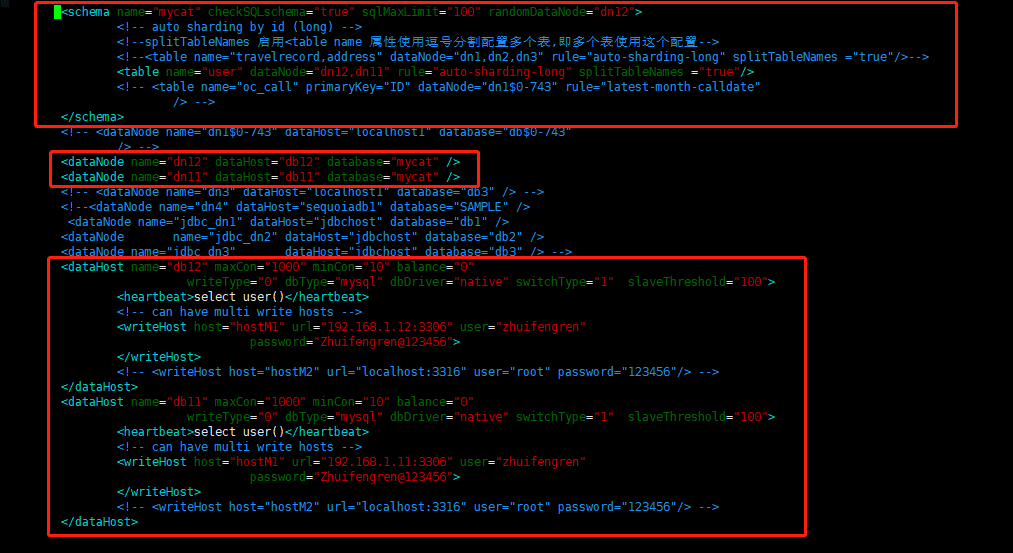 <schema name="mycat" checkSQLschema="true" sqlMaxLimit="100" randomDataNode="dn12">
<!-- auto sharding by id (long) -->
<!--splitTableNames 启用<table name 属性使用逗号分割配置多个表,即多个表使用这个配置-->
<!--<table name="travelrecord,address" dataNode="dn1,dn2,dn3" rule="auto-sharding-long" splitTableNames ="true"/>-->
<table name="user" dataNode="dn12,dn11" rule="auto-sharding-long" splitTableNames ="true"/>
<!-- <table name="oc_call" primaryKey="ID" dataNode="dn1$0-743" rule="latest-month-calldate"
/> -->
</schema>
<!-- <dataNode name="dn1$0-743" dataHost="localhost1" database="db$0-743"
/> -->
<dataNode name="dn12" dataHost="db12" database="mycat" />
<dataNode name="dn11" dataHost="db11" database="mycat" />
<!-- <dataNode name="dn3" dataHost="localhost1" database="db3" /> -->
<!--<dataNode name="dn4" dataHost="sequoiadb1" database="SAMPLE" />
<dataNode name="jdbc_dn1" dataHost="jdbchost" database="db1" />
<dataNode name="jdbc_dn2" dataHost="jdbchost" database="db2" />
<dataNode name="jdbc_dn3" dataHost="jdbchost" database="db3" /> -->
<dataHost name="db12" maxCon="1000" minCon="10" balance="0"
writeType="0" dbType="mysql" dbDriver="native" switchType="1" slaveThreshold="100">
<heartbeat>select user()</heartbeat>
<!-- can have multi write hosts -->
<writeHost host="hostM1" url="192.168.1.12:3306" user="zhuifengren"
password="Zhuifengren@123456">
</writeHost>
<!-- <writeHost host="hostM2" url="localhost:3316" user="root" password="123456"/> -->
</dataHost>
<dataHost name="db11" maxCon="1000" minCon="10" balance="0"
writeType="0" dbType="mysql" dbDriver="native" switchType="1" slaveThreshold="100">
<heartbeat>select user()</heartbeat>
<!-- can have multi write hosts -->
<writeHost host="hostM1" url="192.168.1.11:3306" user="zhuifengren"
password="Zhuifengren@123456">
</writeHost>
<!-- <writeHost host="hostM2" url="localhost:3316" user="root" password="123456"/> -->
</dataHost>